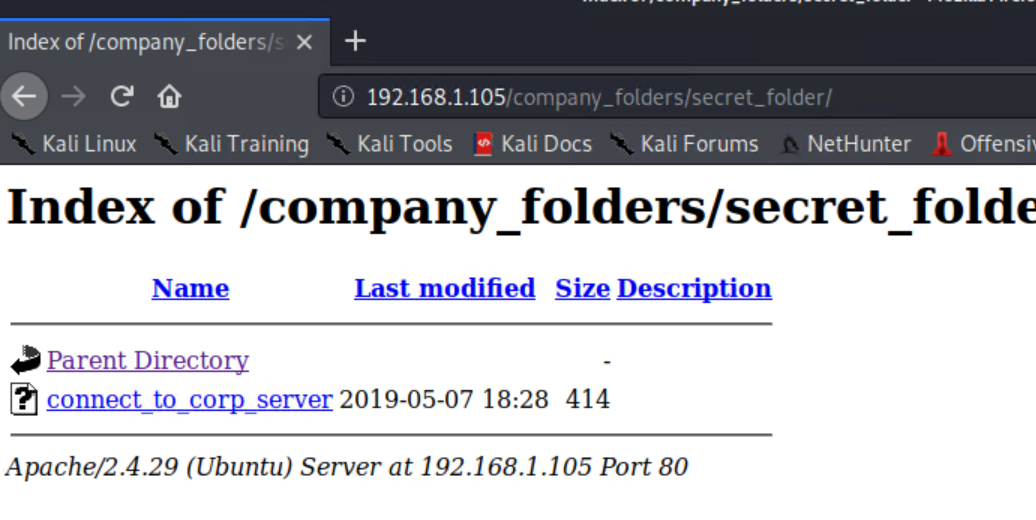 Index of /company_folders/s
192.168.1.105/company_folders/secret_folder/
Kali Linux Kali Training Kali Tools Kali Docs Kali Forums NetHunter Offensiv
Index of /company_folders/secret_folde
Name Last modified Size Description
Parent Directory -
connect_to_corp_server 2019-05-07 18:28 414
Apache/2.4.29 (Ubuntu) Server at 192.168.1.105 Port 80